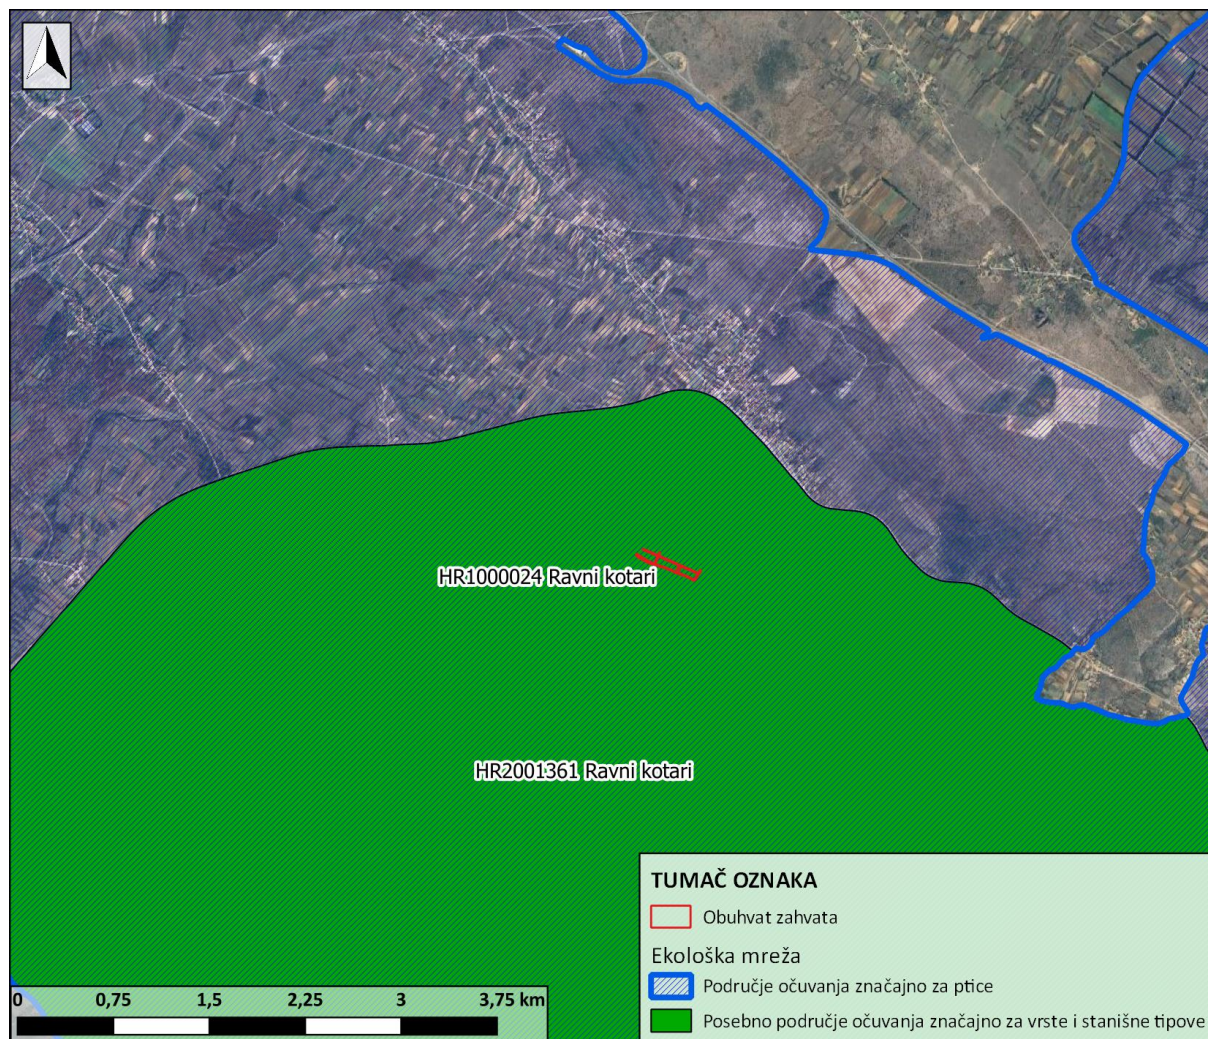 HR1000024 Ravni kotari
HR2001361 Ravni kotari
TUMAČ OZNAKA
Obuhvat zahvata
Ekološka mreža
Područje očuvanja značajno za ptice
Posebno područje očuvanja značajno za vrste i stanišne tipove
0 0,75 1,5 2,25 3 3,75 km